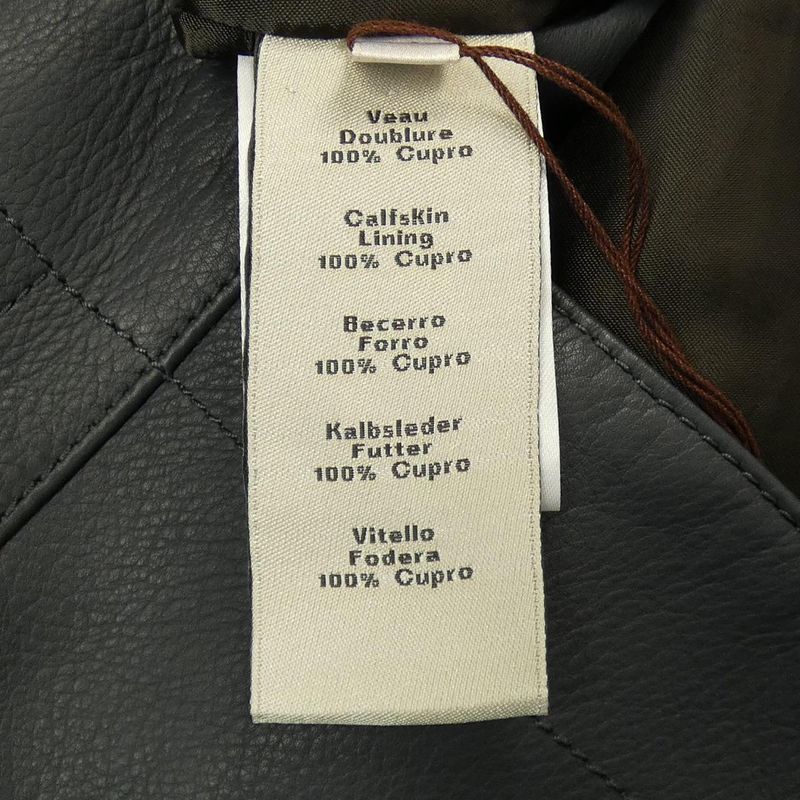 Veau
Doublure
100% Cupro
Calfskin
Lining
100% Cupro
Becerro
Forro
100% Cupro
Kalbsleder
Futter
100% Cupro
Vitello
Fodera
100% Cupro